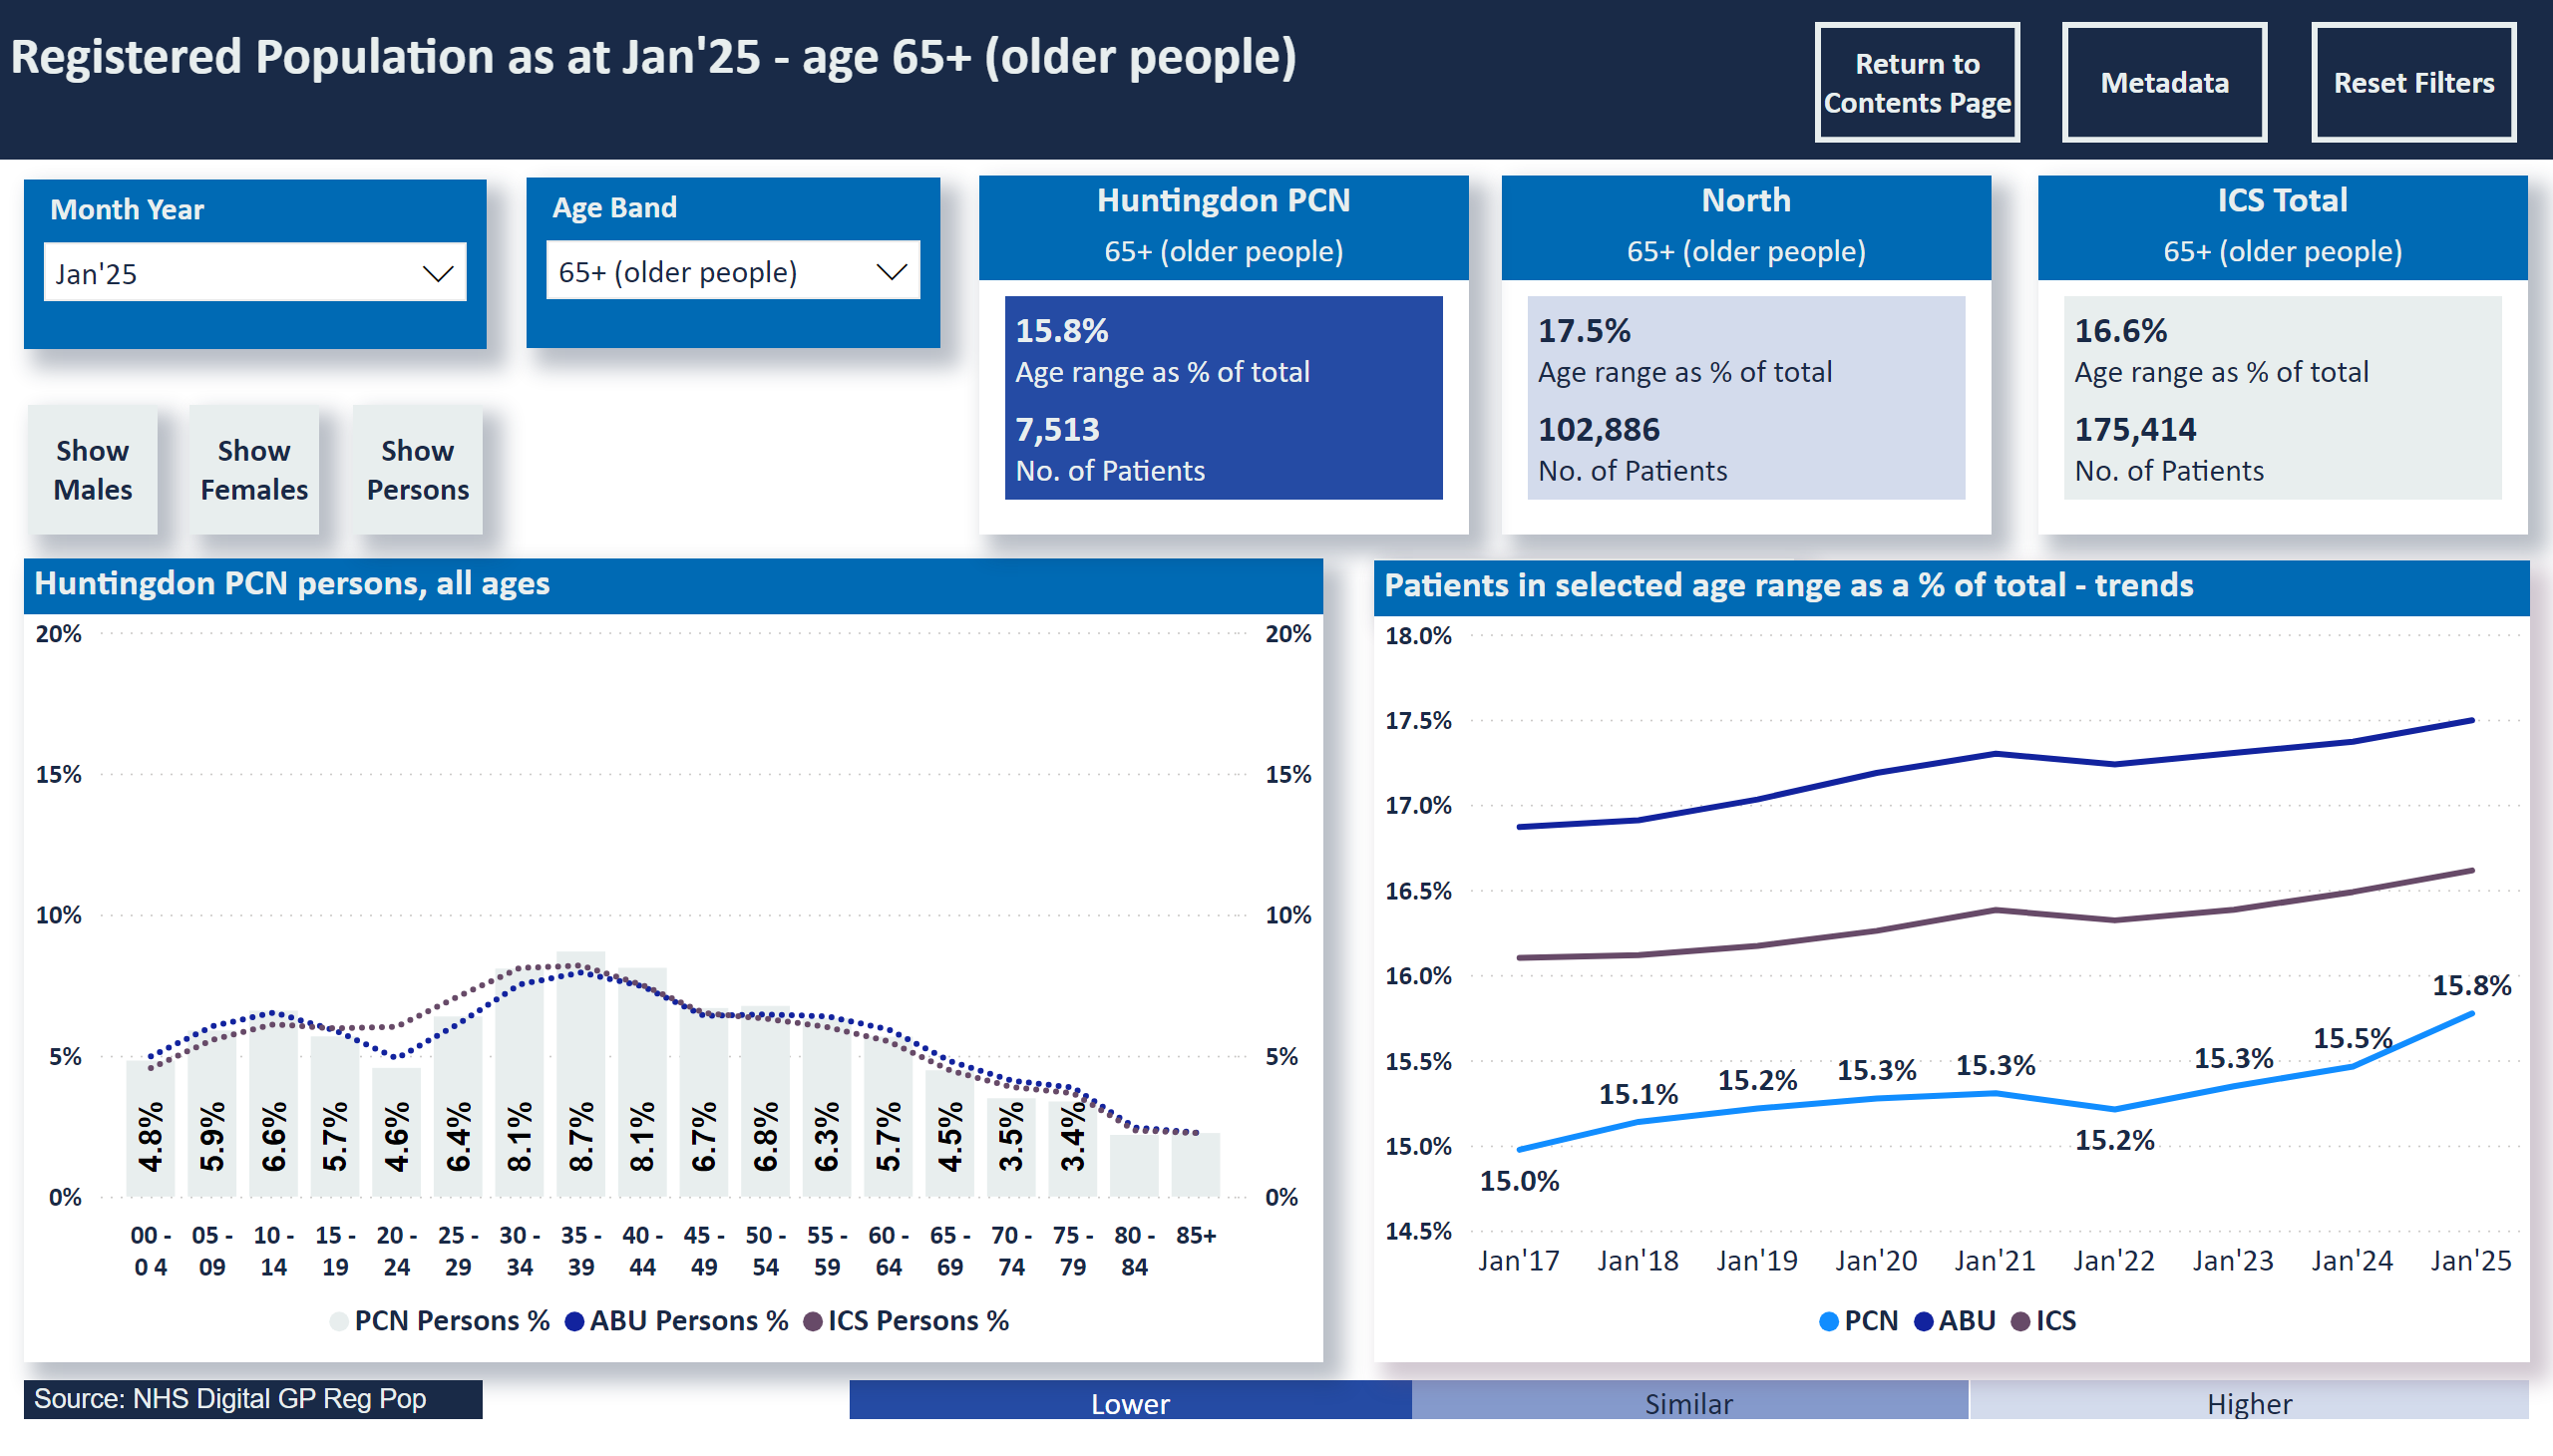 Registered Population as at Jan'25 - age 65+ (older people)
Return to
Contents Page
Metadata
Reset Filters
Month Year
Jan'25
Age Band
65+ (older people)
Huntingdon PCN
65+ (older people)
15.8%
Age range as % of total
7,513
No. of Patients
North
65+ (older people)
17.5%
Age range as % of total
102,886
No. of Patients
ICS Total
65+ (older people)
16.6%
Age range as % of total
175,414
No. of Patients
Show
Males
Show
Females
Show
Persons
Huntingdon PCN persons, all ages
20%
15%
10%
5%
0%
20%
15%
10%
5%
0%
4.8%
5.9%
6.6%
5.7%
4.6%
6.4%
8.1%
8.7%
8.1%
6.7%
6.8%
6.3%
5.7%
4.5%
3.5%
3.4%
00 -
0 4
05 -
09
10 -
14
15 -
19
20 -
24
25 -
29
30 -
34
35 -
39
40 -
44
45 -
49
50 -
54
55 -
59
60 -
64
65 -
69
70 -
74
75 -
79
80 -
84
85+
PCN Persons % ABU Persons % ICS Persons %
Patients in selected age range as a % of total - trends
18.0%
17.5%
17.0%
16.5%
16.0%
15.5%
15.0%
14.5%
15.0%
15.1%
15.2%
15.3%
15.3%
15.2%
15.3%
15.5%
15.8%
Jan'17 Jan'18 Jan'19 Jan'20 Jan'21 Jan'22 Jan'23 Jan'24 Jan'25
PCN ABU ICS
Source: NHS Digital GP Reg Pop
Lower
Similar
Higher